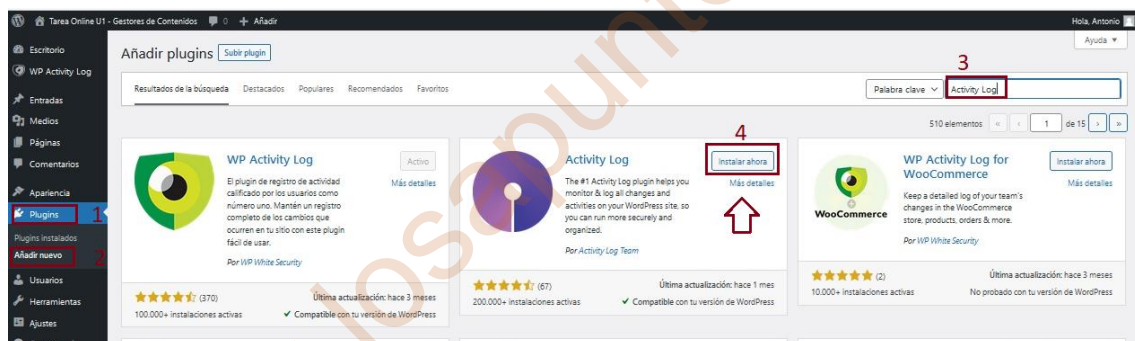 Tarea Online U1 - Gestores de Contenidos 0 + Añadir
Hola, Antonio
Ayuda
Escritorio
WP Activity Log
Entradas
Medios
Páginas
Comentarios
Apariencia
Plugins 1
Plugins instalados
Añadir nuevo 2
Usuarios
Herramientas
Ajustes
Añadir plugins Subir plugin
3
Resultados de la búsqueda Destacados Populares Recomendados Favoritos
Palabra clave Activity Log
510 elementos « ‹ 1 de 15 › »
WP Activity Log
Activo
Más detalles
El plugin de registro de actividad
calificado por los usuarios como
número uno. Mantén un registro
completo de los cambios que
ocurren en tu sitio con este plugin
fácil de usar.
Por WP White Security
(370)
Última actualización: hace 3 meses
100.000+ instalaciones activas
✔ Compatible con tu versión de WordPress
4
Activity Log
Instalar ahora
Más detalles
The #1 Activity Log plugin helps you
monitor & log all changes and
activities on your WordPress site, so
you can run more securely and
organized.
Por Activity Log Team
(67)
Última actualización: hace 1 mes
200.000+ instalaciones activas
✔ Compatible con tu versión de WordPress
WooCommerce
WP Activity Log for
WooCommerce
Instalar ahora
Más detalles
Keep a detailed log of your team's
changes in the WooCommerce
store, products, orders & more.
Por WP White Security
(2)
Última actualización: hace 3 meses
10.000+ instalaciones activas
No probado con tu versión de WordPress